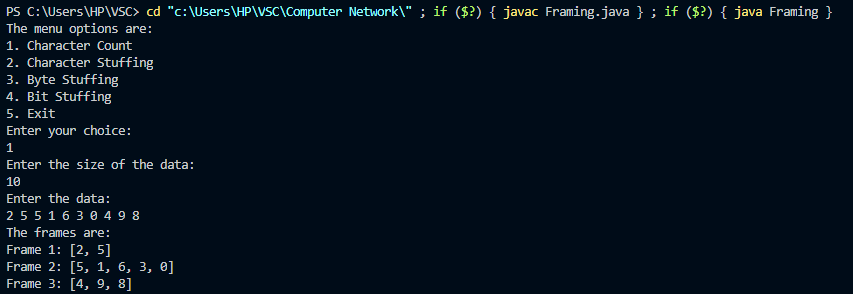 PS C:\Users\HP\VSC> cd "c:\Users\HP\VSC\Computer Network\" ; if ($?) { javac Framing.java } ; if ($?) { java Framing }
The menu options are:
1. Character Count
2. Character Stuffing
3. Byte Stuffing
4. Bit Stuffing
5. Exit
Enter your choice:
1
Enter the size of the data:
10
Enter the data:
2 5 5 1 6 3 0 4 9 8
The frames are:
Frame 1: [2, 5]
Frame 2: [5, 1, 6, 3, 0]
Frame 3: [4, 9, 8]